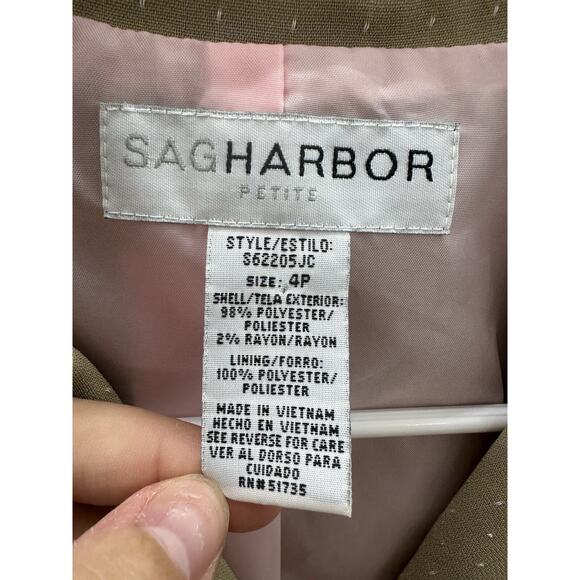 SAGHARBOR
PETITE
STYLE/ESTILO:
S62205JC
SIZE: 4P
SHELL/TELA EXTERIOR:
98% POLYESTER/
POLIESTER
2% RAYON/RAYON
LINING/FORRO:
100% POLYESTER/
POLIESTER
MADE IN VIETNAM
HECHO EN VIETNAM
SEE REVERSE FOR CARE
VER AL DORSO PARA
CUIDADO
RN#51735